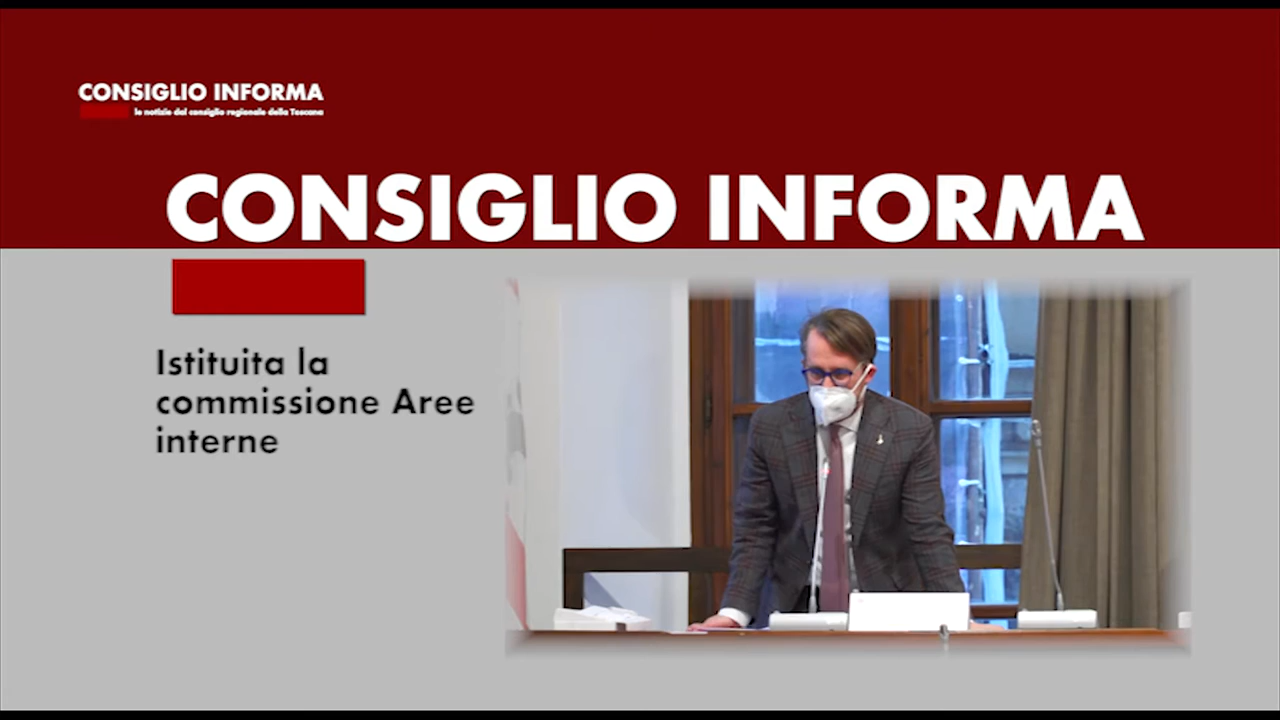 CONSIGLIO INFORMA
le notizie dal consiglio regionale della Toscana
CONSIGLIO INFORMA
Istituita la
commissione Aree
interne